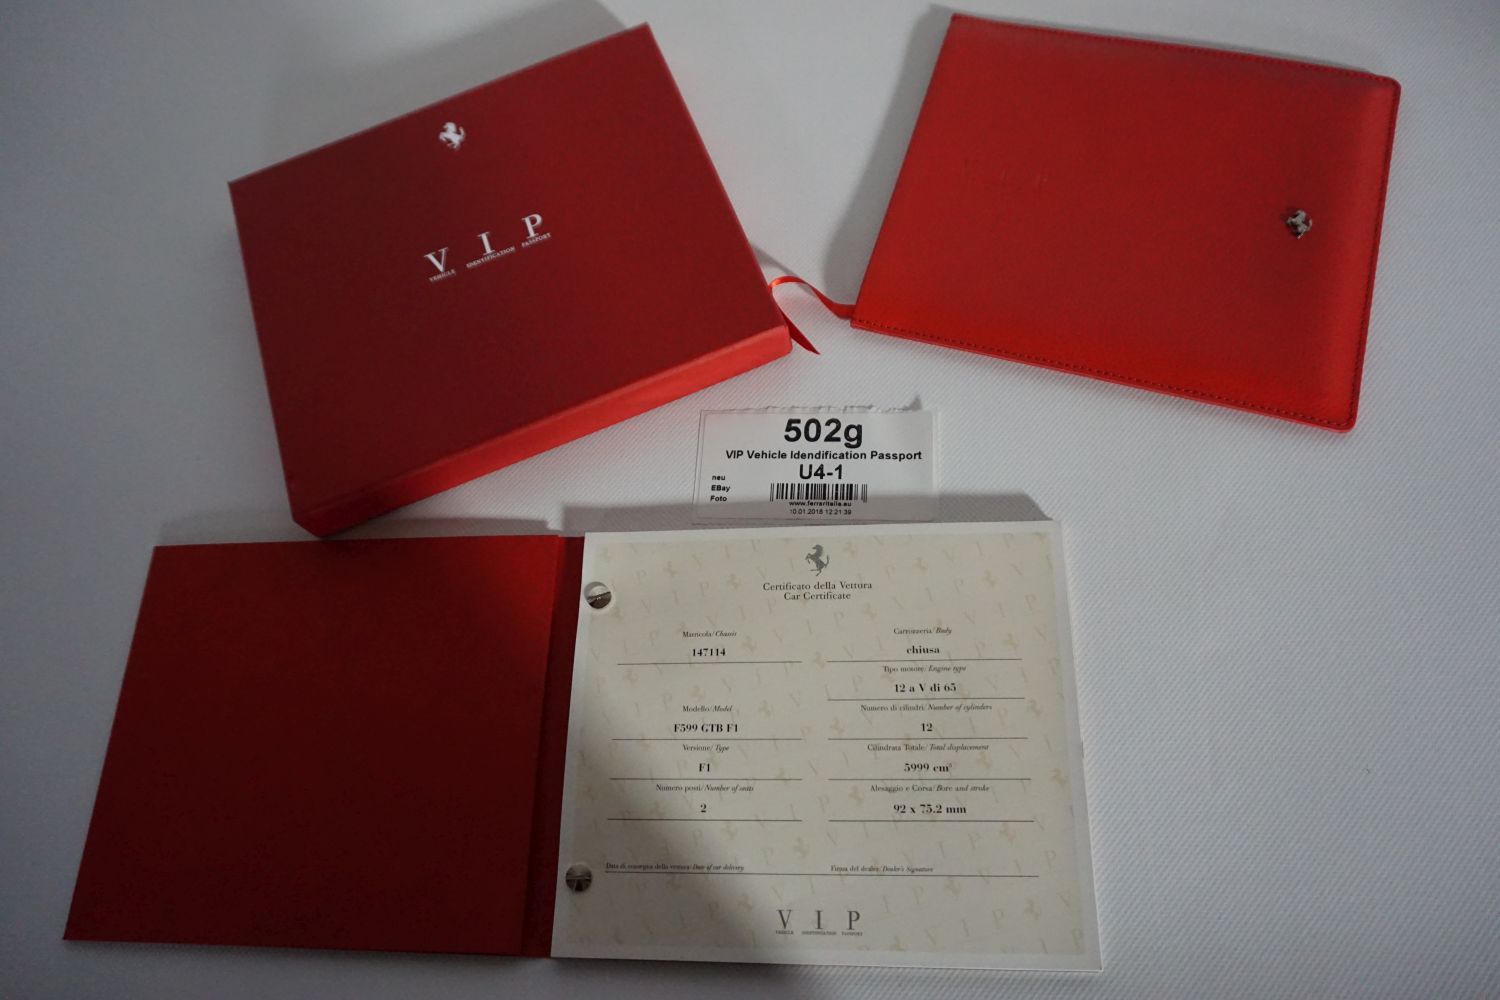 V I P
VEHICLE IDENTIFICATION PASSPORT
502g
VIP Vehicle Idendification Passport
U4-1
neu
EBay
Foto
www.ferraritalia.eu
10.01.2018 12:21:39
Certificato della Vettura
Car Certificate
Matricola/Chassis
147114
Modello/Model
F599 GTB F1
Versione/Type
F1
Numero posti/Number of seats
2
Carrozzeria/Body
chiusa
Tipo motore/Engine type
12 a V di 65
Numero di cilindri/Number of cylinders
12
Cilindrata Totale/Total displacement
5999 cm³
Alesaggio e Corsa/Bore and stroke
92 x 75.2 mm
Data di consegna della vettura/Date of car delivery
Firma del dealer/Dealer's Signature
V I P
VEHICLE IDENTIFICATION PASSPORT